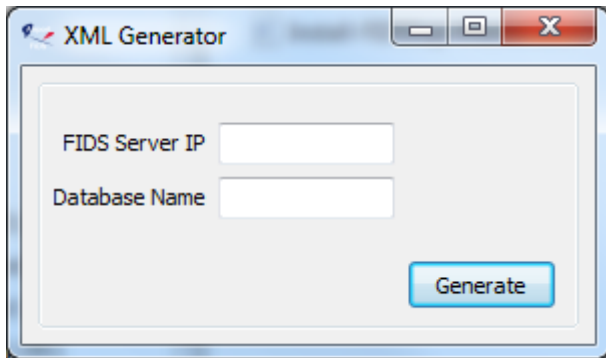 XML Generator
FIDS Server IP
Database Name
Generate